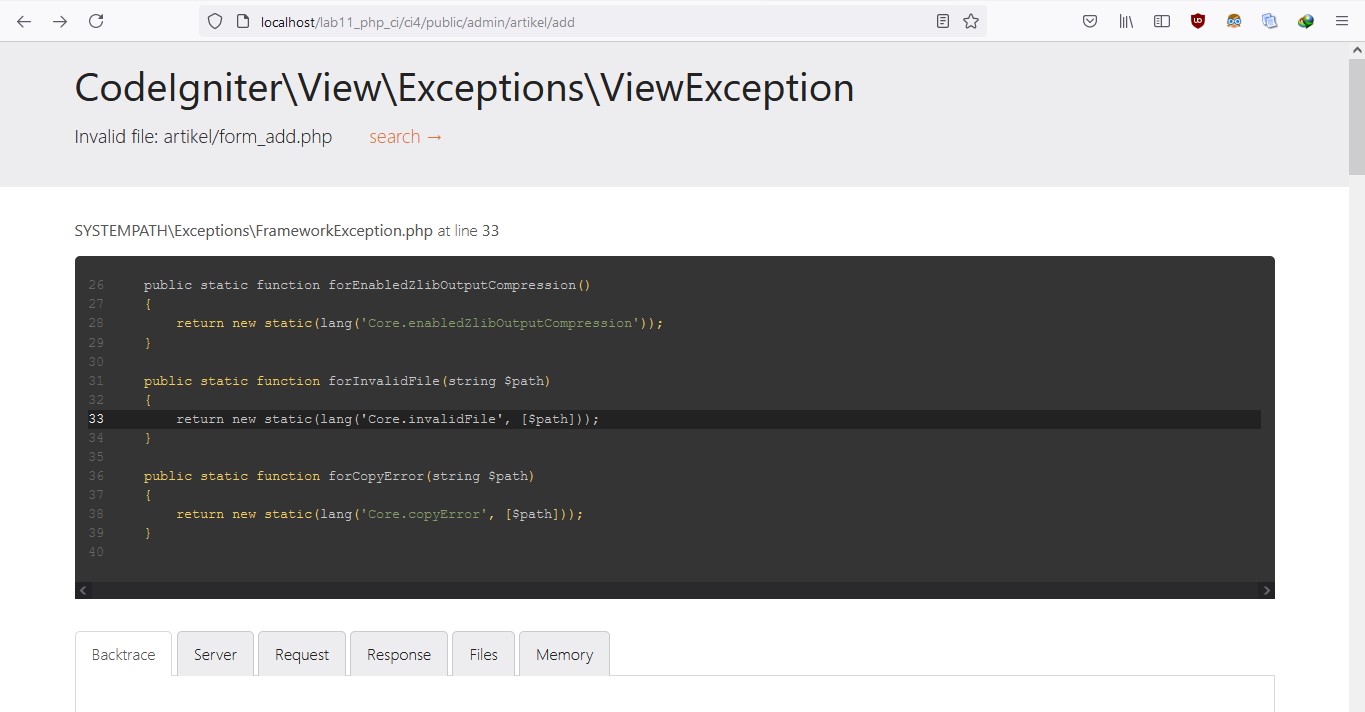 localhost/lab11_php_ci/ci4/public/admin/artikel/add
CodeIgniter\View\Exceptions\ViewException
Invalid file: artikel/form_add.php search →
SYSTEMPATH\Exceptions\FrameworkException.php at line 33
26 public static function forEnabledZlibOutputCompression()
27 {
28 return new static(lang('Core.enabledZlibOutputCompression'));
29 }
30
31 public static function forInvalidFile(string $path)
32 {
33 return new static(lang('Core.invalidFile', [$path]));
34 }
35
36 public static function forCopyError(string $path)
37 {
38 return new static(lang('Core.copyError', [$path]));
39 }
40
Backtrace Server Request Response Files Memory